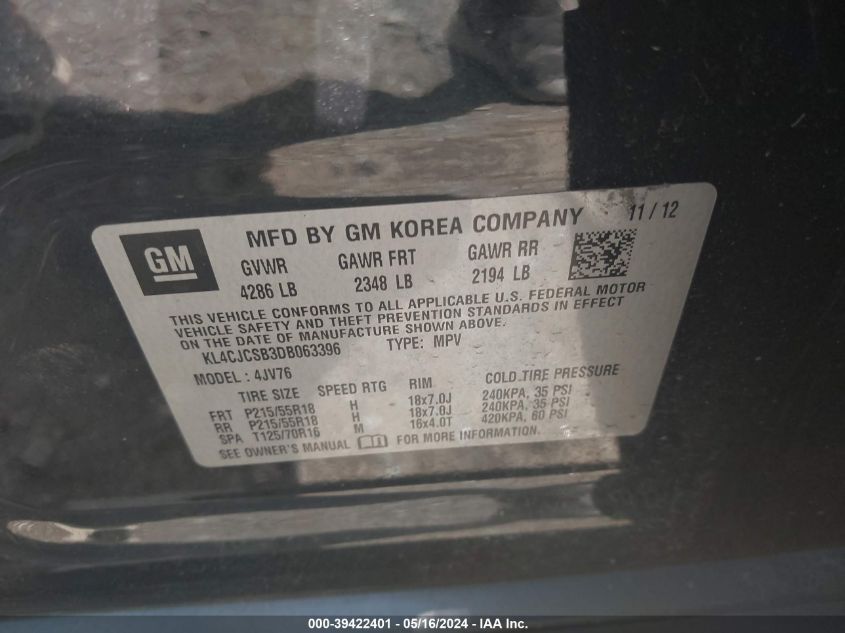 GM
MFD BY GM KOREA COMPANY 11/12
GVWR GAWR FRT GAWR RR
4286 LB 2348 LB 2194 LB
THIS VEHICLE CONFORMS TO ALL APPLICABLE U.S. FEDERAL MOTOR
VEHICLE SAFETY AND THEFT PREVENTION STANDARDS IN EFFECT
ON THE DATE OF MANUFACTURE SHOWN ABOVE.
KL4CJCSB3DB063396 TYPE: MPV
MODEL: 4JV76
TIRE SIZE SPEED RTG RIM COLD TIRE PRESSURE
FRT P215/55R18 H 18x7.0J 240KPA, 35 PSI
RR P215/55R18 H 18x7.0J 240KPA, 35 PSI
SPA T125/70R16 M 16x4.0T 420KPA, 60 PSI
SEE OWNER'S MANUAL FOR MORE INFORMATION.
000-39422401 - 05/16/2024 - IAA Inc.